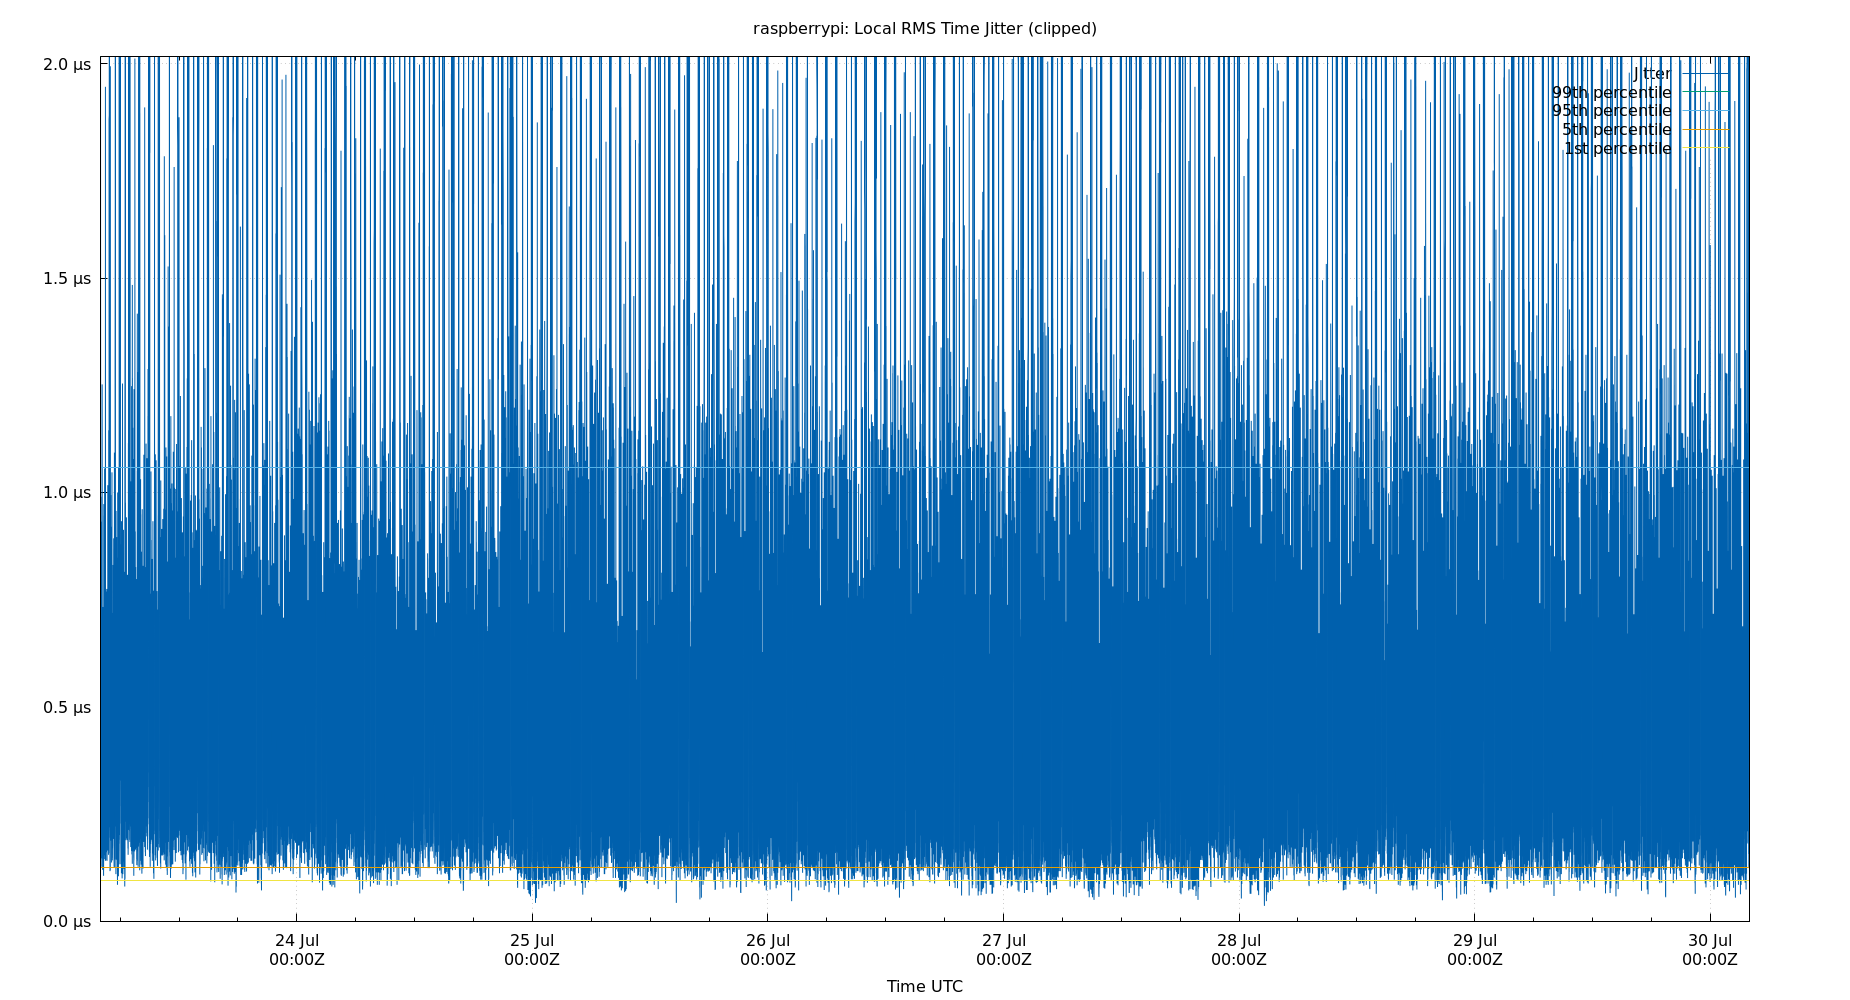 raspberrypi: Local RMS Time Jitter (clipped)
2.0 µs
1.5 µs
1.0 µs
0.5 µs
0.0 µs
Jitter
99th percentile
95th percentile
5th percentile
1st percentile
24 Jul 25 Jul 26 Jul 27 Jul 28 Jul 29 Jul 30 Jul
00:00Z 00:00Z 00:00Z 00:00Z 00:00Z 00:00Z 00:00Z
Time UTC